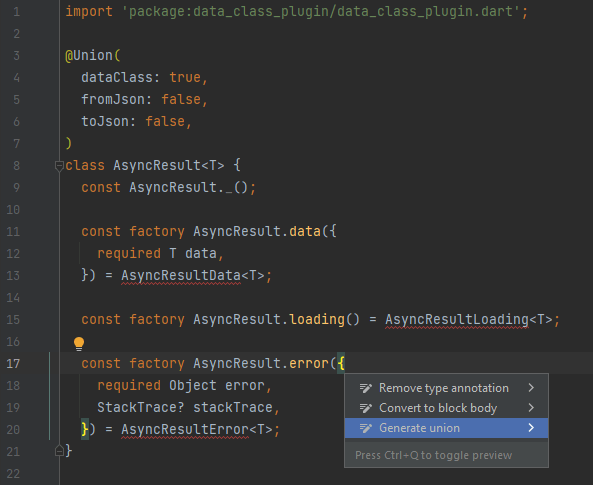 1 import 'package:data_class_plugin/data_class_plugin.dart';
2
3 @Union(
4   dataClass: true,
5   fromJson: false,
6   toJson: false,
7 )
8 class AsyncResult<T> {
9   const AsyncResult._();
10
11   const factory AsyncResult.data({
12     required T data,
13   }) = AsyncResultData<T>;
14
15   const factory AsyncResult.loading() = AsyncResultLoading<T>;
16
17   const factory AsyncResult.error({
18     required Object error,
19     StackTrace? stackTrace,
20   }) = AsyncResultError<T>;
21 }
22
Remove type annotation
Convert to block body
Generate union
Press Ctrl+Q to toggle preview